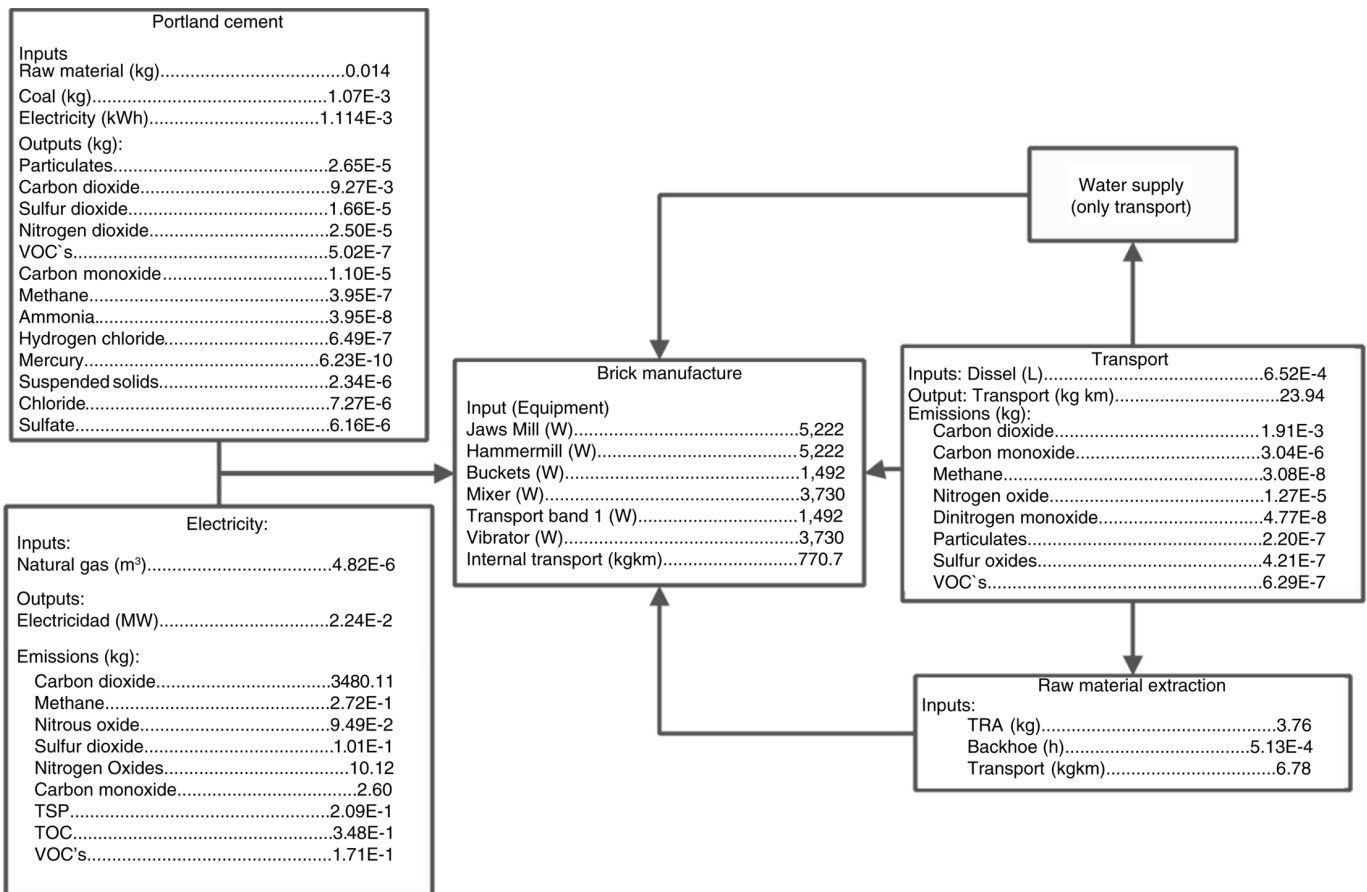 Portland cement
Inputs
Raw material (kg)....................................0.014
Coal (kg)..............................................1.07E-3
Electricity (kWh)..................................1.114E-3
Outputs (kg):
Particulates..........................................2.65E-5
Carbon dioxide.....................................9.27E-3
Sulfur dioxide.......................................1.66E-5
Nitrogen dioxide...................................2.50E-5
VOC`s..................................................5.02E-7
Carbon monoxide.................................1.10E-5
Methane...............................................3.95E-7
Ammonia..............................................3.95E-8
Hydrogen chloride................................6.49E-7
Mercury..............................................6.23E-10
Suspended solids.................................2.34E-6
Chloride...............................................7.27E-6
Sulfate.................................................6.16E-6
Electricity:
Inputs:
Natural gas (m³)....................................4.82E-6
Outputs:
Electricidad (MW).................................2.24E-2
Emissions (kg):
Carbon dioxide..................................3480.11
Methane.............................................2.72E-1
Nitrous oxide......................................9.49E-2
Sulfur dioxide.....................................1.01E-1
Nitrogen Oxides.....................................10.12
Carbon monoxide....................................2.60
TSP....................................................2.09E-1
TOC...................................................3.48E-1
VOC's.................................................1.71E-1
Brick manufacture
Input (Equipment)
Jaws Mill (W)..................................................5,222
Hammermill (W).............................................5,222
Buckets (W)...................................................1,492
Mixer (W).......................................................3,730
Transport band 1 (W).....................................1,492
Vibrator (W)...................................................3,730
Internal transport (kgkm)................................770.7
Water supply
(only transport)
Transport
Inputs: Dissel (L)....................................6.52E-4
Output: Transport (kg km).........................23.94
Emissions (kg):
Carbon dioxide..................................1.91E-3
Carbon monoxide..............................3.04E-6
Methane............................................3.08E-8
Nitrogen oxide...................................1.27E-5
Dinitrogen monoxide.........................4.77E-8
Particulates.......................................2.20E-7
Sulfur oxides.....................................4.21E-7
VOC`s...............................................6.29E-7
Raw material extraction
Inputs:
TRA (kg)...............................................3.76
Backhoe (h)....................................5.13E-4
Transport (kgkm)...................................6.78